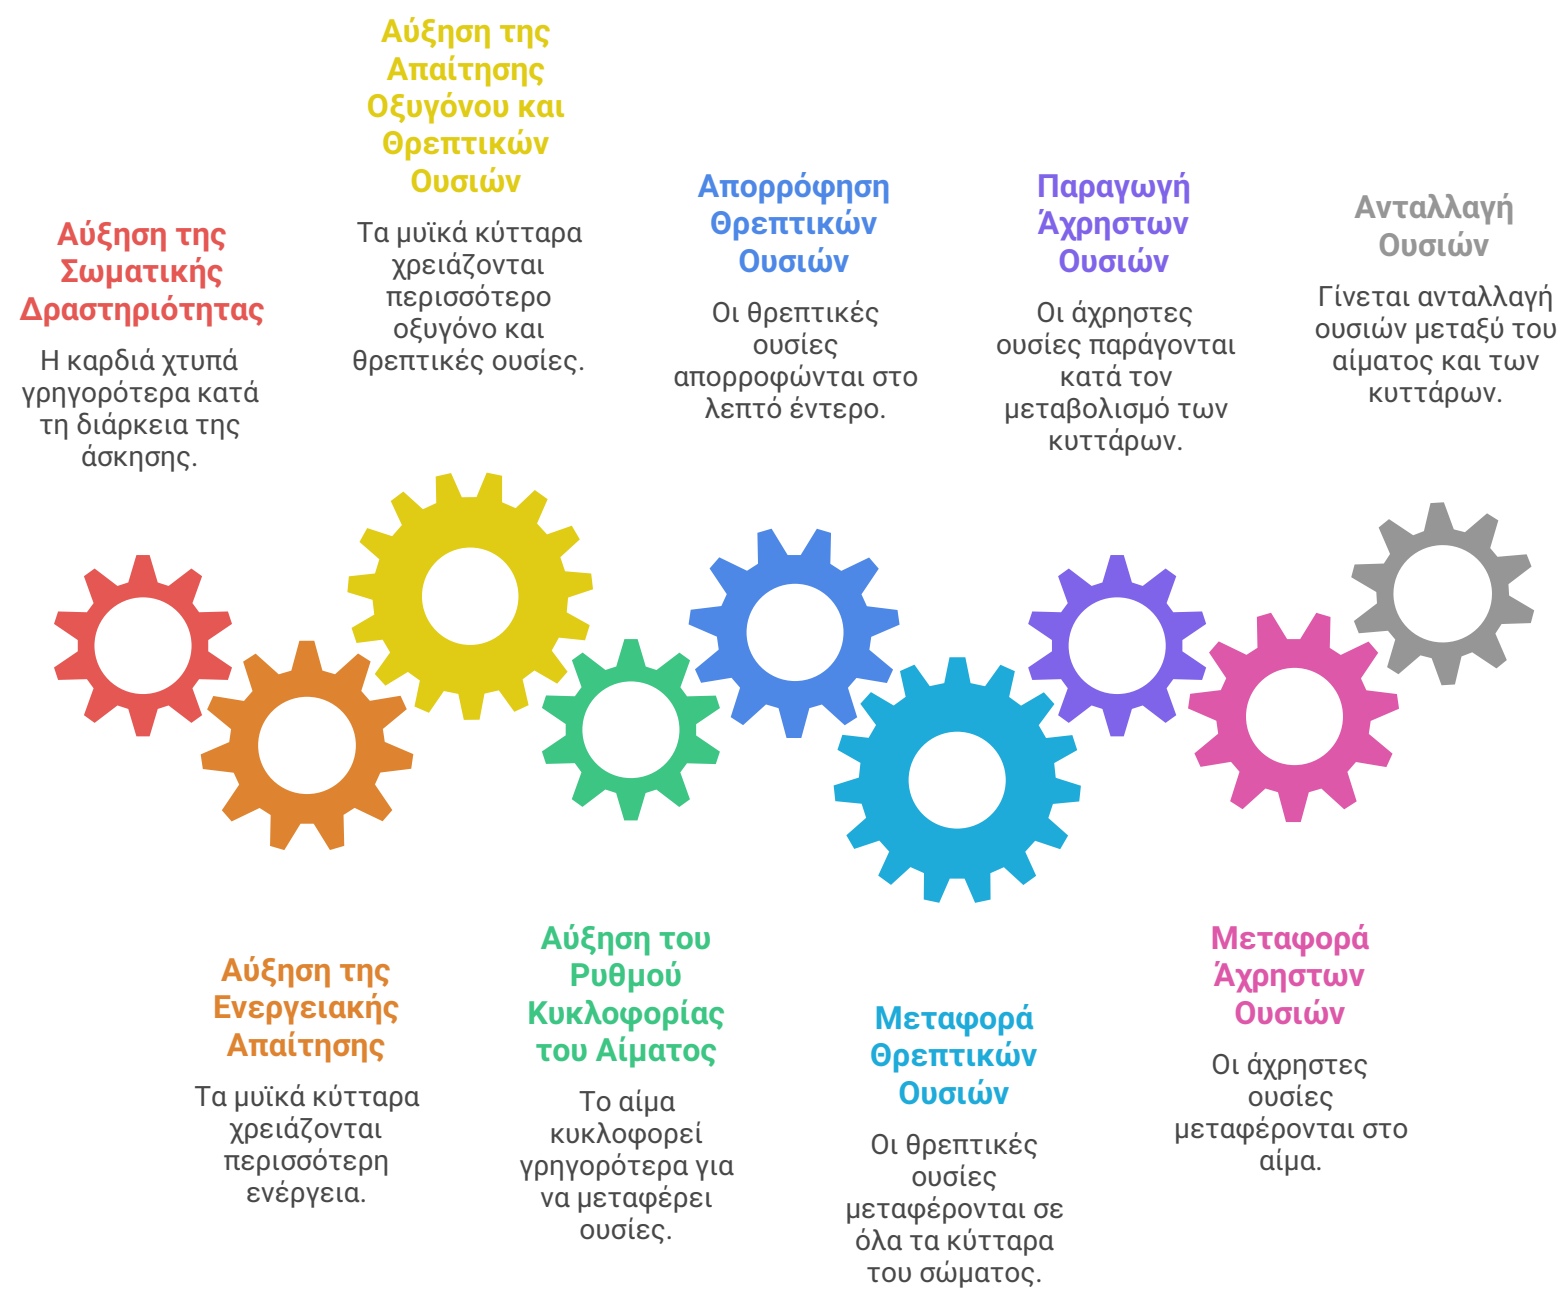 Αύξηση της
Σωματικής
Δραστηριότητας
Η καρδιά χτυπά
γρηγορότερα κατά
τη διάρκεια της
άσκησης.
Αύξηση της
Ενεργειακής
Απαίτησης
Τα μυϊκά κύτταρα
χρειάζονται
περισσότερη
ενέργεια.
Αύξηση της
Απαίτησης
Οξυγόνου και
Θρεπτικών
Ουσιών
Τα μυϊκά κύτταρα
χρειάζονται
περισσότερο
οξυγόνο και
θρεπτικές ουσίες.
Αύξηση του
Ρυθμού
Κυκλοφορίας
του Αίματος
Το αίμα
κυκλοφορεί
γρηγορότερα για
να μεταφέρει
ουσίες.
Απορρόφηση
Θρεπτικών
Ουσιών
Οι θρεπτικές
ουσίες
απορροφώνται στο
λεπτό έντερο.
Μεταφορά
Θρεπτικών
Ουσιών
Οι θρεπτικές
ουσίες
μεταφέρονται σε
όλα τα κύτταρα
του σώματος.
Παραγωγή
Άχρηστων
Ουσιών
Οι άχρηστες
ουσίες παράγονται
κατά τον
μεταβολισμό των
κυττάρων.
Μεταφορά
Άχρηστων
Ουσιών
Οι άχρηστες
ουσίες
μεταφέρονται στο
αίμα.
Ανταλλαγή
Ουσιών
Γίνεται ανταλλαγή
ουσιών μεταξύ του
αίματος και των
κυττάρων.